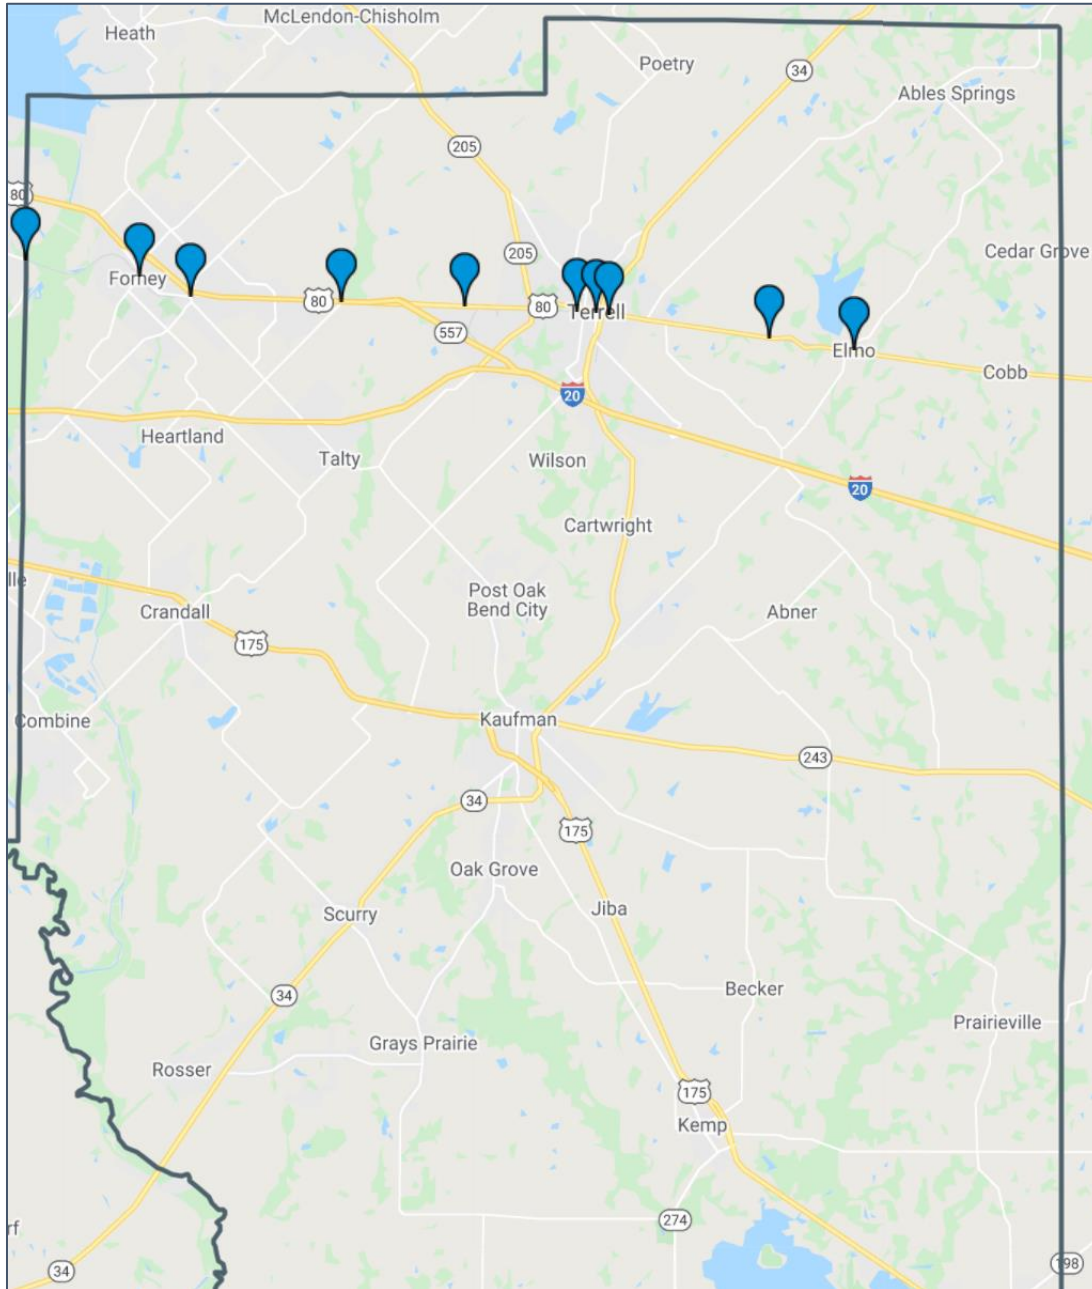 McLendon-Chisholm
Heath
Poetry
34
Ables Springs
205
80
205
Cedar Grove
Forney
80
80
Terrell
557
Elmo
Cobb
20
Heartland
Talty
Wilson
20
Cartwright
lle
Post Oak
Bend City
Crandall
Abner
175
Combine
Kaufman
243
34
175
Oak Grove
Jiba
Scurry
34
Becker
Prairieville
Grays Prairie
Rosser
175
Kemp
rf
274
34
198